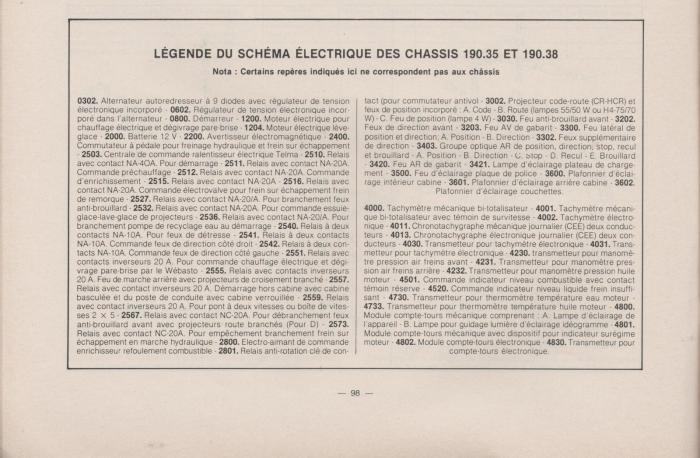 LÉGENDE DU SCHÉMA ÉLECTRIQUE DES CHASSIS 190.35 ET 190.38
Nota : Certains repères indiqués ici ne correspondent pas aux châssis
0302. Alternateur autoredresseur à 9 diodes avec régulateur de tension
électronique incorporé · 0602. Régulateur de tension électronique incor-
poré dans l'alternateur · 0800. Démarreur · 1200. Moteur électrique pour
chauffage électrique et dégivrage pare-brise · 1204. Moteur électrique lève-
glace · 2000. Batterie 12 V · 2200. Avertisseur électromagnétique · 2400.
Commutateur à pédale pour freinage hydraulique et frein sur échappement
· 2503. Centrale de commande ralentisseur électrique Telma · 2510. Relais
avec contact NA-40A. Pour démarrage · 2511. Relais avec contact NA-20A.
Commande préchauffage · 2512. Relais avec contact NA-20A. Commande
d'enrichissement · 2515. Relais avec contact NA-20A · 2516. Relais avec
contact NA-20A. Commande électrovalve pour frein sur échappement frein
de remorque · 2527. Relais avec contact NA-20/A. Pour branchement feux
anti-brouillard · 2532. Relais avec contact NA-20A. Pour commande essuie-
glace-lave-glace de projecteurs · 2536. Relais avec contact NA-20/A. Pour
branchement pompe de recyclage eau au démarrage · 2540. Relais à deux
contacts NA-10A. Pour feux de détresse · 2541. Relais à deux contacts
NA-10A. Commande feux de direction côté droit · 2542. Relais à deux con-
tacts NA-10A. Commande feux de direction côté gauche · 2551. Relais avec
contacts inverseurs 20 A. Pour commande chauffage électrique et dégi-
vrage pare-brise par le Wébasto · 2555. Relais avec contacts inverseurs
20 A. Feu de marche arrière avec projecteurs de croisement branché · 2557.
Relais avec contact inverseurs 20 A. Démarrage hors cabine avec cabine
basculée et du poste de conduite avec cabine verrouillée · 2559. Relais
avec contact inverseurs 20 A. Pour pont à deux vitesses ou boîte de vites-
ses 2 × 5 · 2567. Relais avec contact NC-20A. Pour débranchement feux
anti-brouillard avant avec projecteurs route branchés (Pour D) · 2573.
Relais avec contact NC-20A. Pour empêchement branchement frein sur
échappement en marche hydraulique · 2800. Electro-aimant de commande
enrichisseur refoulement combustible · 2801. Relais anti-rotation clé de con-
tact (pour commutateur antivol · 3002. Projecteur code-route (CR-HCR) et
feux de position incorporé : A. Code · B. Route (lampes 55/50 W ou H4-75/70
W) · C. Feu de position (lampe 4 W) · 3030. Feu anti-brouillard avant · 3202.
Feux de direction avant · 3203. Feu AV de gabarit · 3300. Feu latéral de
position et direction; A. Position · B. Direction · 3302. Feux supplémentaire
de direction · 3403. Groupe optique AR de position, direction, stop, recul
et brouillard · A. Position · B. Direction · C. Stop · D. Recul · E. Brouillard
· 3420. Feu AR de gabarit · 3421. Lampe d'éclairage plateau de charge-
ment · 3500. Feu d'éclairage plaque de police · 3600. Plafonnier d'éclai-
rage intérieur cabine · 3601. Plafonnier d'éclairage arrière cabine · 3602.
Plafonnier d'éclairage couchettes.
4000. Tachymètre mécanique bi-totalisateur · 4001. Tachymètre mécani-
que bi-totalisateur avec témoin de survitesse · 4002. Tachymètre électro-
nique · 4011. Chronotachygraphe mécanique journalier (CEE) deux conduc-
teurs · 4013. Chronotachygraphe électronique journalier (CEE) deux con-
ducteurs · 4030. Transmetteur pour tachymètre électronique · 4031. Trans-
metteur pour tachymètre électronique · 4230. transmetteur pour manomè-
tre pression air freins avant · 4231. Transmetteur pour manomètre pres-
sion air freins arrière · 4232. Transmetteur pour manomètre pression huile
moteur · 4501. Commande indicateur niveau combustible avec contact
témoin réserve · 4520. Commande indicateur niveau liquide frein insuffi-
sant · 4730. Transmetteur pour thermomètre température eau moteur ·
4733. Transmetteur pour thermomètre température huile moteur · 4800.
Module compte-tours mécanique comprenant : A. Lampe d'éclairage de
l'appareil · B. Lampe pour guidage lumière d'éclairage idéogramme · 4801.
Module compte-tours mécanique avec dispositif pour indicateur surégime
moteur · 4802. Module compte-tours électronique · 4830. Transmetteur pour
compte-tours électronique.
— 98 —